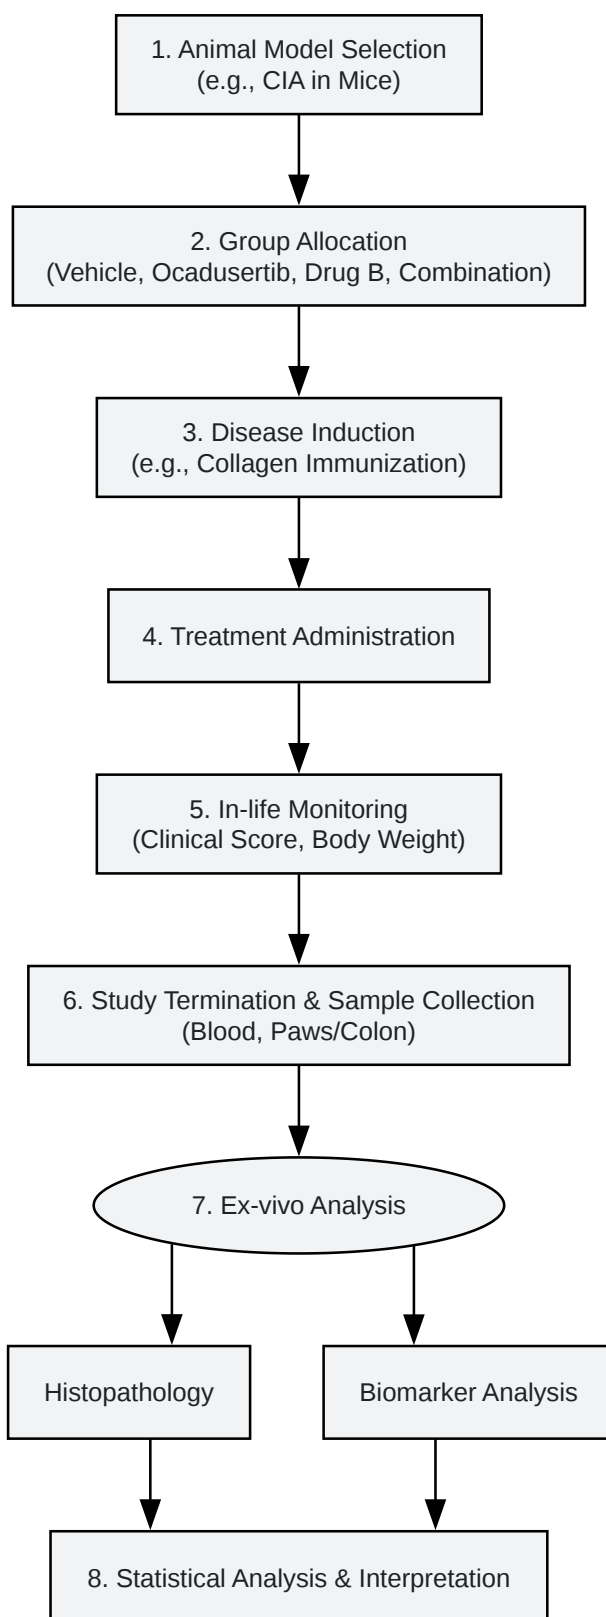 1. Animal Model Selection
(e.g., CIA in Mice)
2. Group Allocation
(Vehicle, Ocadusertib, Drug B, Combination)
3. Disease Induction
(e.g., Collagen Immunization)
4. Treatment Administration
5. In-life Monitoring
(Clinical Score, Body Weight)
6. Study Termination & Sample Collection
(Blood, Paws/Colon)
7. Ex-vivo Analysis
Histopathology
Biomarker Analysis
8. Statistical Analysis & Interpretation